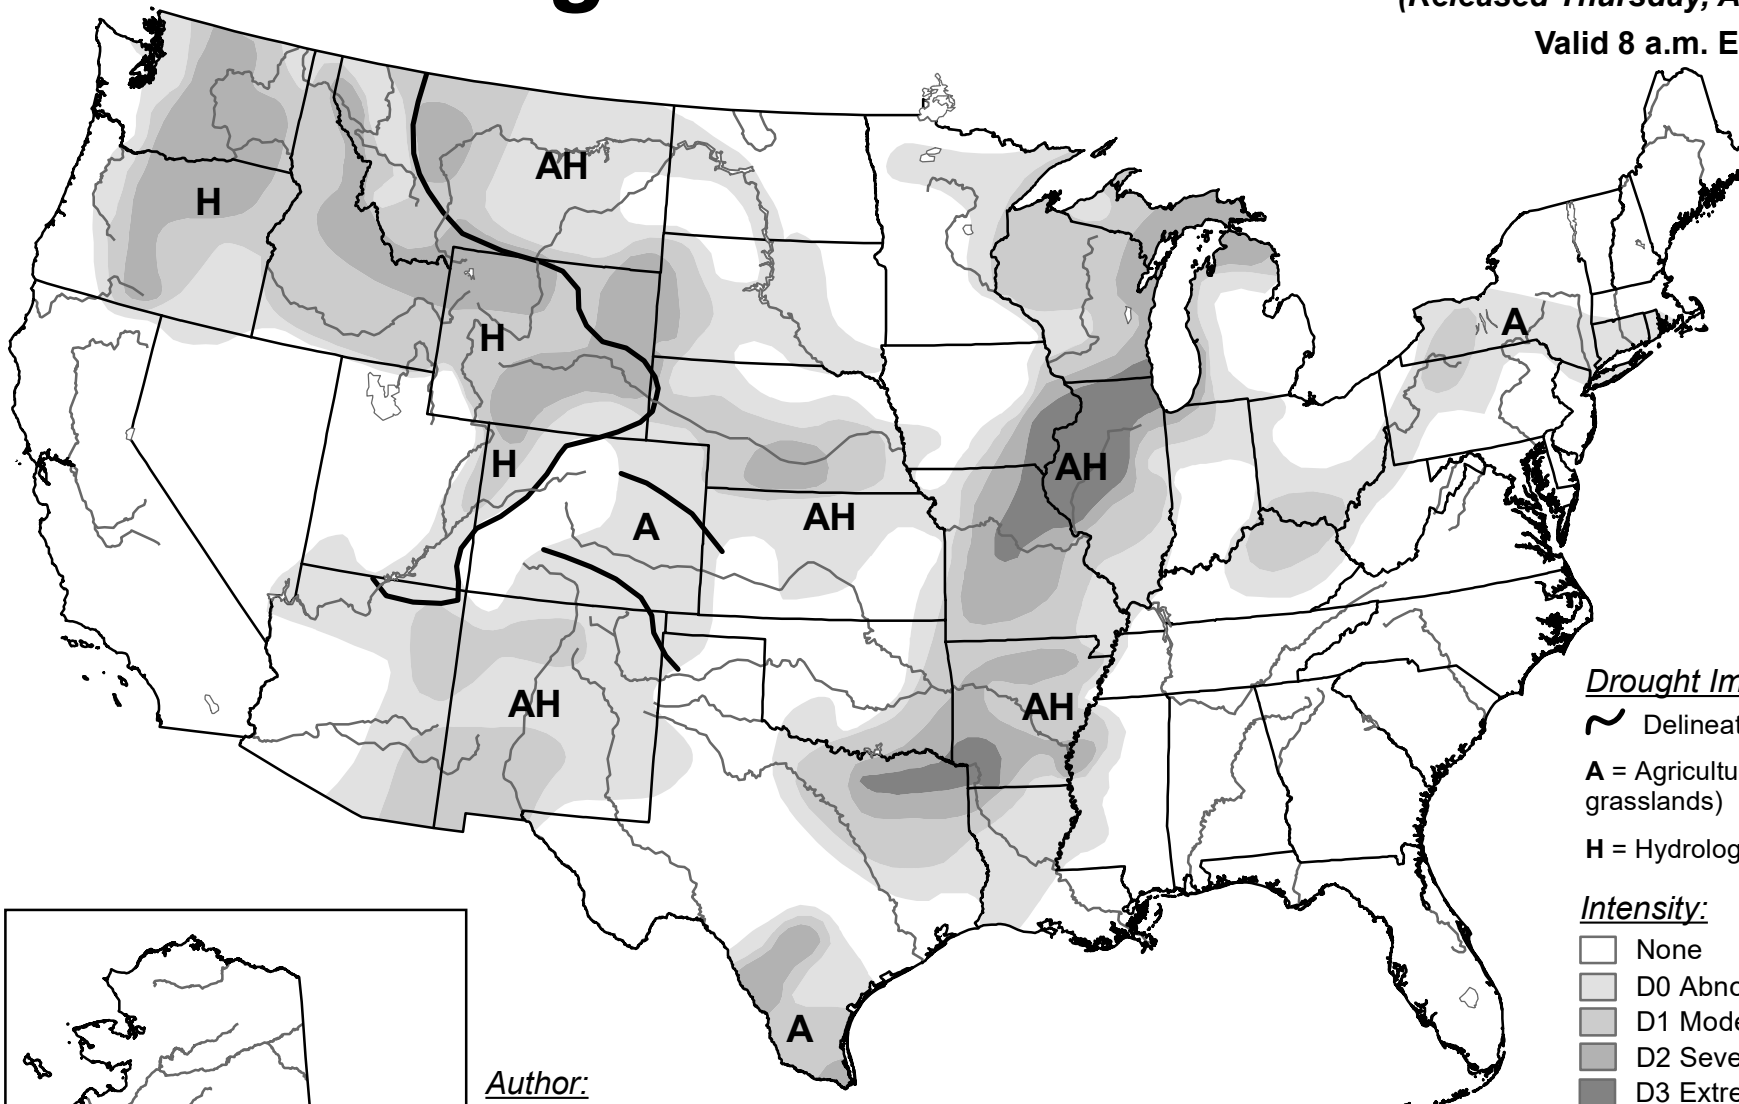 g
(Released Thursday, A
Valid 8 a.m. E
AH
H
H
H
A
AH
AH
A
AH
AH
A
Drought Im
Delineat
A = Agricultu
grasslands)
H = Hydrolog
Intensity:
None
D0 Abno
D1 Mode
D2 Seve
D3 Extre
Author: